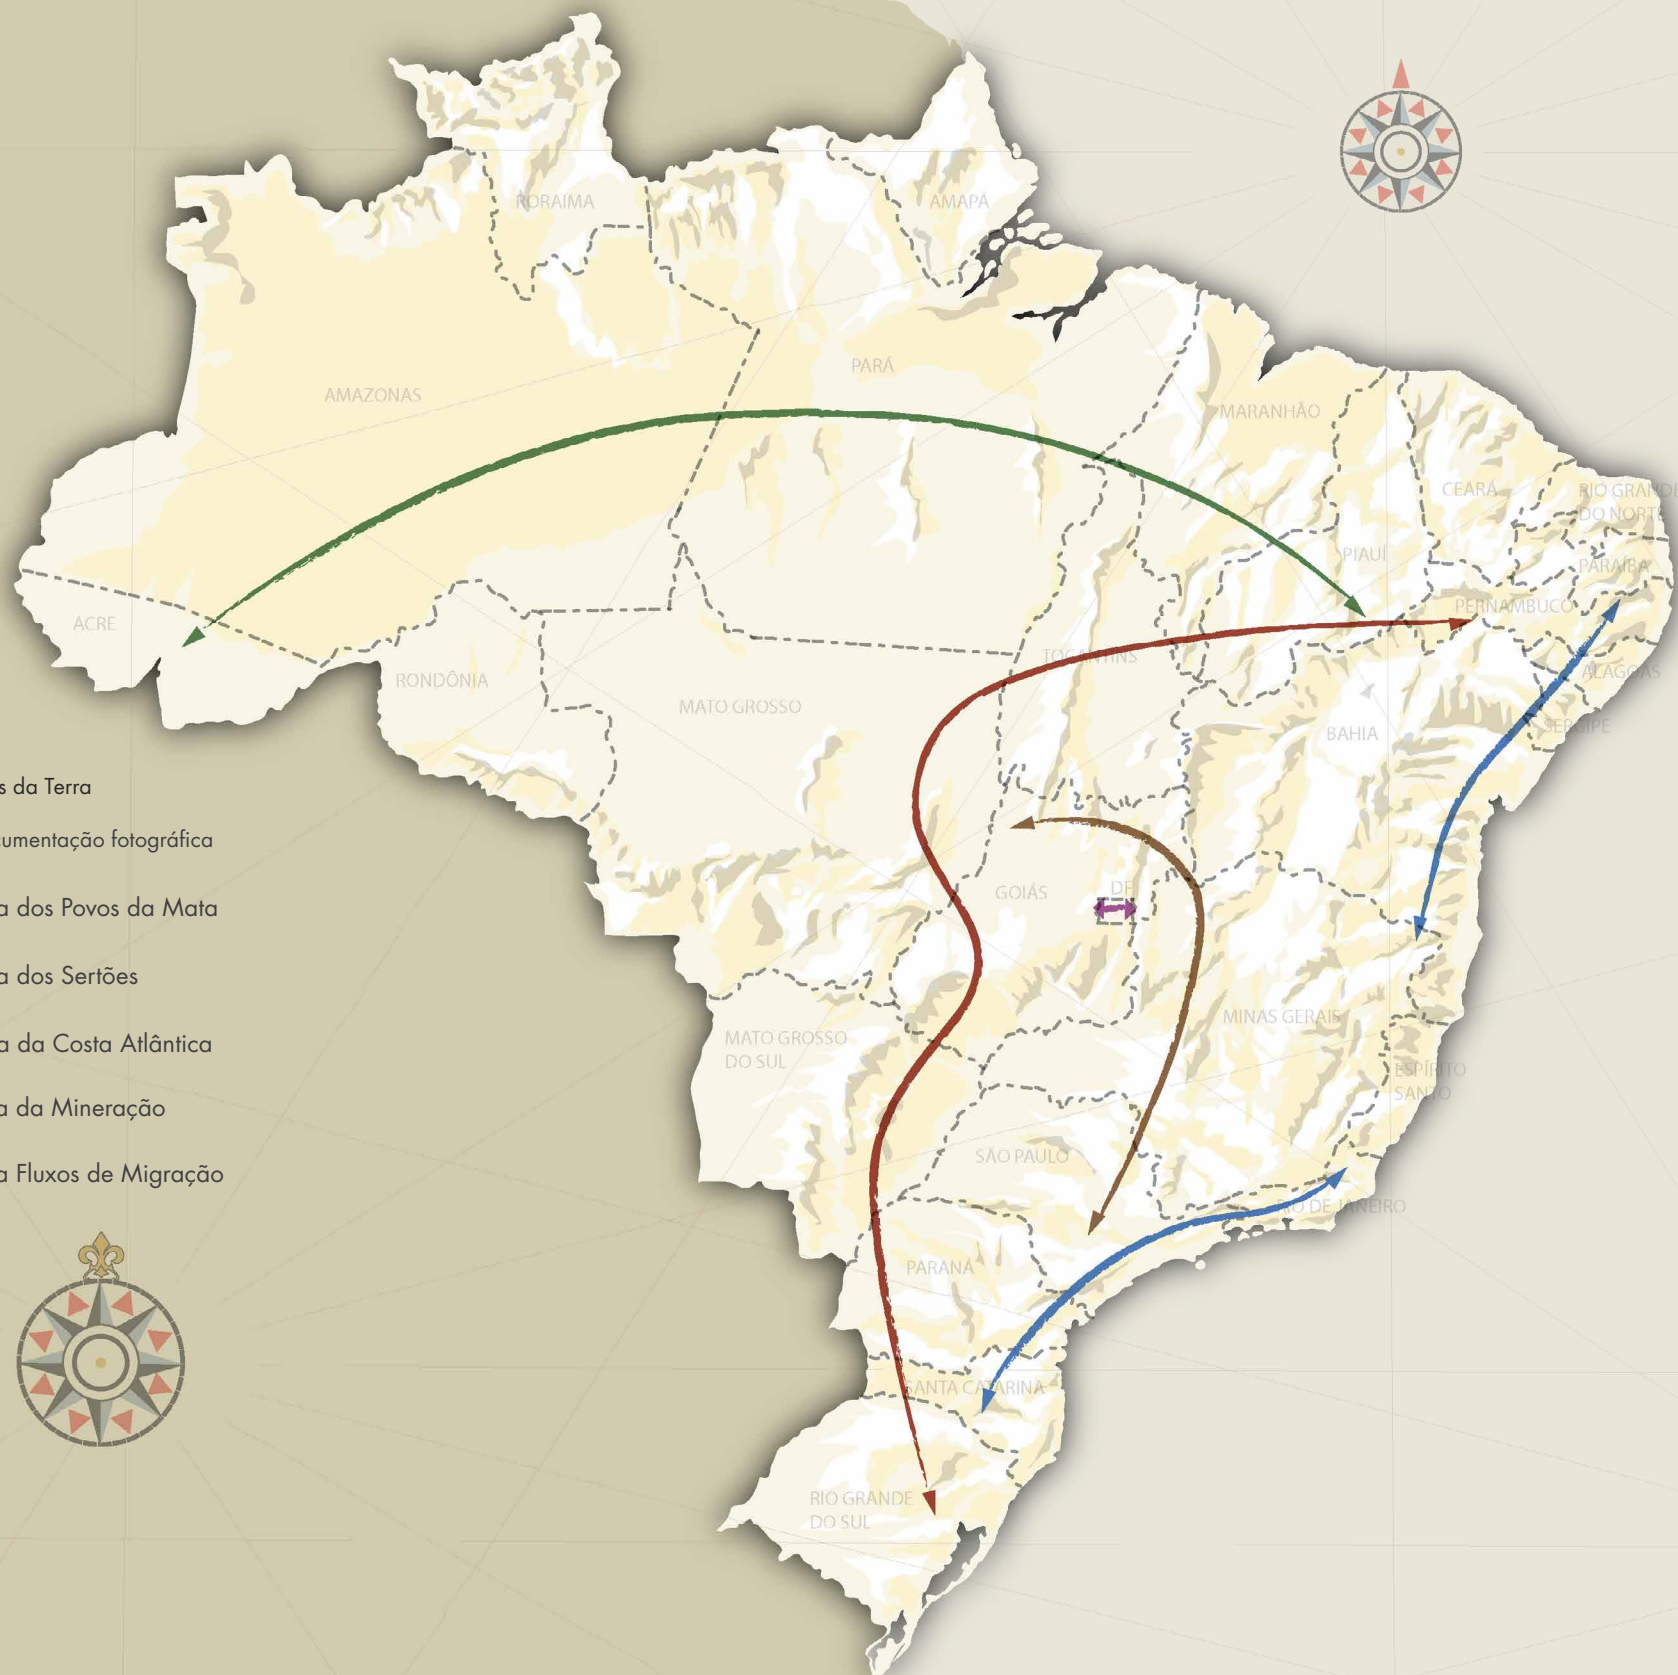 RORAIMA
AMAPÁ
AMAZONAS
PARÁ
MARANHÃO
CEARÁ
RIO GRANDE
DO NORTE
PIAUÍ
PARAÍBA
PERNAMBUCO
ACRE
TOCANTINS
ALAGOAS
RONDÔNIA
MATO GROSSO
SERGIPE
BAHIA
s da Terra
umentação fotográfica
GOIÁS
DF
a dos Povos da Mata
a dos Sertões
MINAS GERAIS
MATO GROSSO
DO SUL
a da Costa Atlântica
ESPÍRITO
SANTO
a da Mineração
SÃO PAULO
a Fluxos de Migração
RIO DE JANEIRO
PARANÁ
SANTA CATARINA
RIO GRANDE
DO SUL